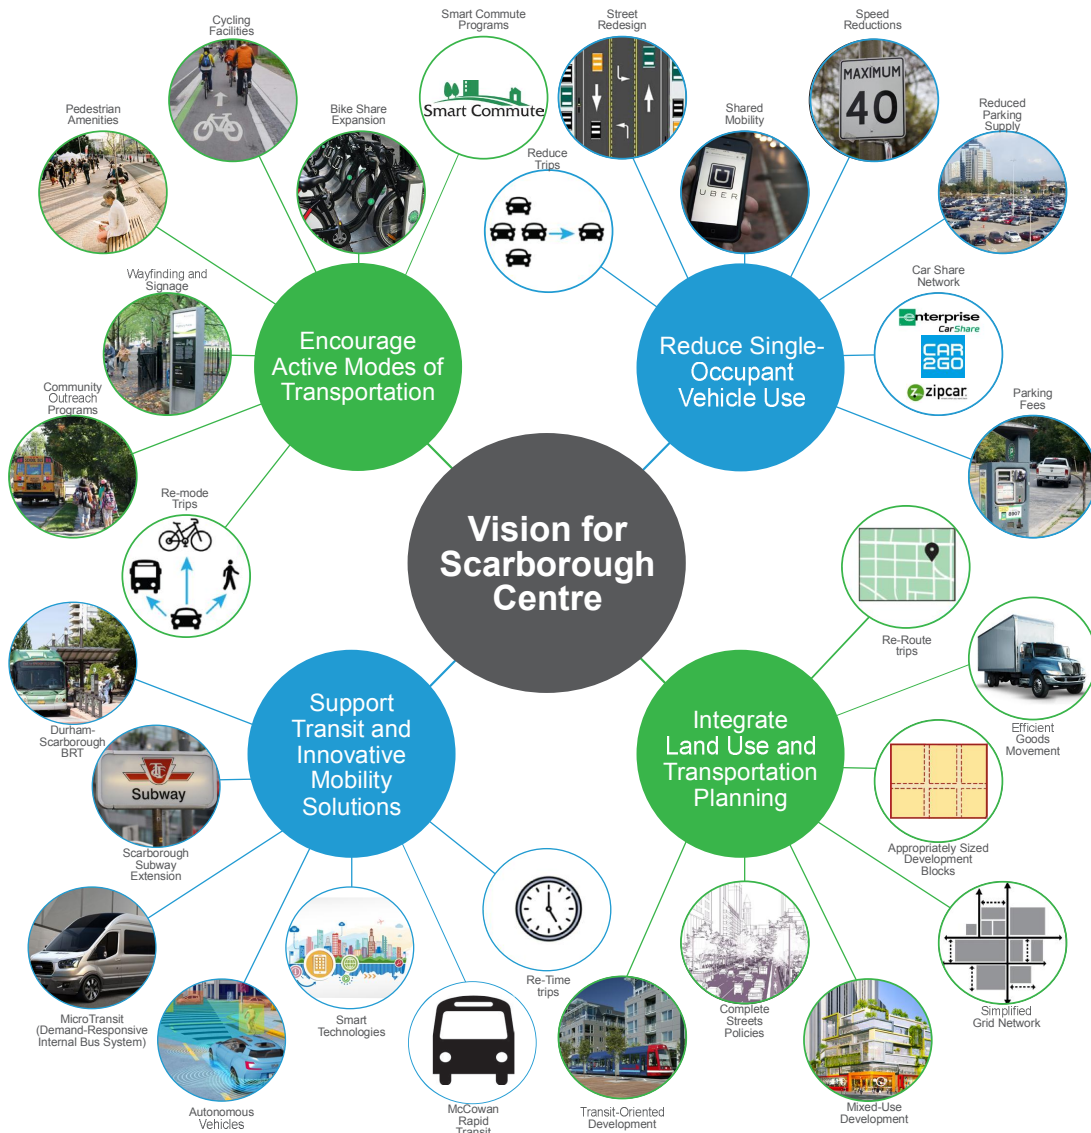 Cycling
Facilities
Smart Commute
Programs
Street
Redesign
Speed
Reductions
Pedestrian
Amenities
Bike Share
Expansion
Smart Commute
Shared
Mobility
MAXIMUM
40
Reduced
Parking
Supply
Reduce
Trips
UBER
Wayfinding and
Signage
Car Share
Network
enterprise
CarShare
CAR
2GO
zipcar
Encourage
Active Modes of
Transportation
Reduce Single-
Occupant
Vehicle Use
Community
Outreach
Programs
Parking
Fees
Re-mode
Trips
P
8007
Vision for
Scarborough
Centre
Re-Route
trips
Durham-
Scarborough
BRT
Support
Transit and
Innovative
Mobility
Solutions
Integrate
Land Use and
Transportation
Planning
Efficient
Goods
Movement
TTC
Subway
Scarborough
Subway
Extension
Appropriately Sized
Development
Blocks
MicroTransit
(Demand-Responsive
Internal Bus System)
Autonomous
Vehicles
Smart
Technologies
McCowan
Rapid
Transit
Re-Time
trips
Transit-Oriented
Development
Complete
Streets
Policies
Mixed-Use
Development
Simplified
Grid Network